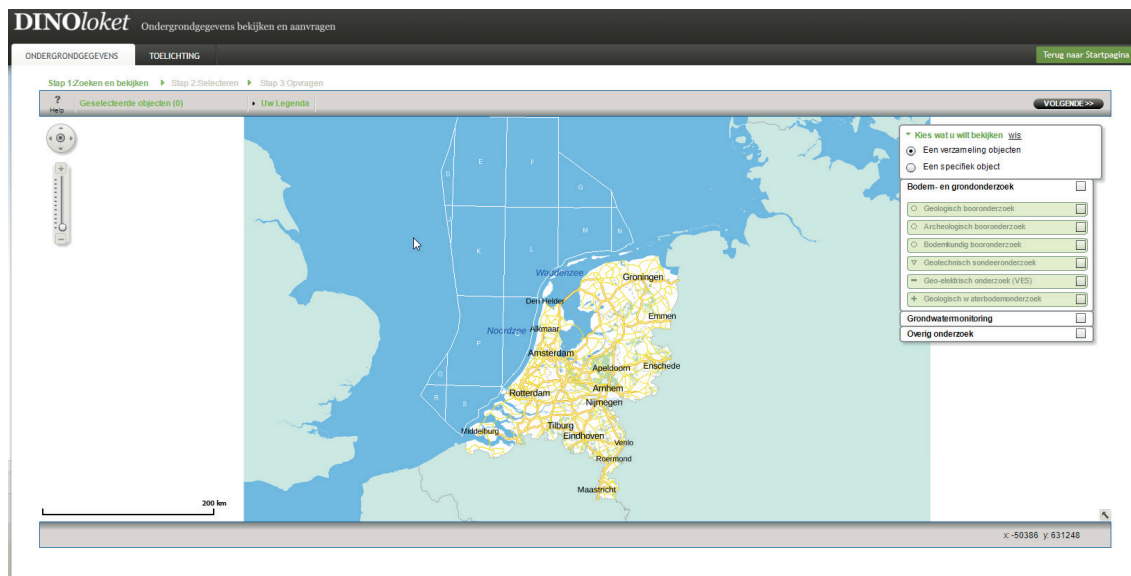 DINOloket Ondergrondgegevens bekijken en aanvragen
ONDERGRONDGEGEVENS TOELICHTING Terug naar Startpagina
Stap 1:Zoeken en bekijken Stap 2:Selecteren Stap 3:Opvragen
? Help Geselecteerde objecten (0) Uw Legenda VOLGENDE >>
Kies wat u wilt bekijken wis
Een verzameling objecten
Een specifiek object
Bodem- en grondonderzoek
Geologisch booronderzoek
Archeologisch booronderzoek
Bodemkundig booronderzoek
Geotechnisch sondeeronderzoek
Geo-elektrisch onderzoek (VES)
Geologisch waterbodemonderzoek
Grondwatermonitoring
Overig onderzoek
E F
D
G
M N
K L
Waddenzee
Groningen
Den Helder
Emmen
Noordzee Alkmaar
P
Amsterdam
Apeldoorn Enschede
O
Rotterdam Arnhem
R S
Nijmegen
Middelburg Tilburg
Eindhoven
Venlo
Roermond
Maastricht
200 km
x: -50386 y: 631248